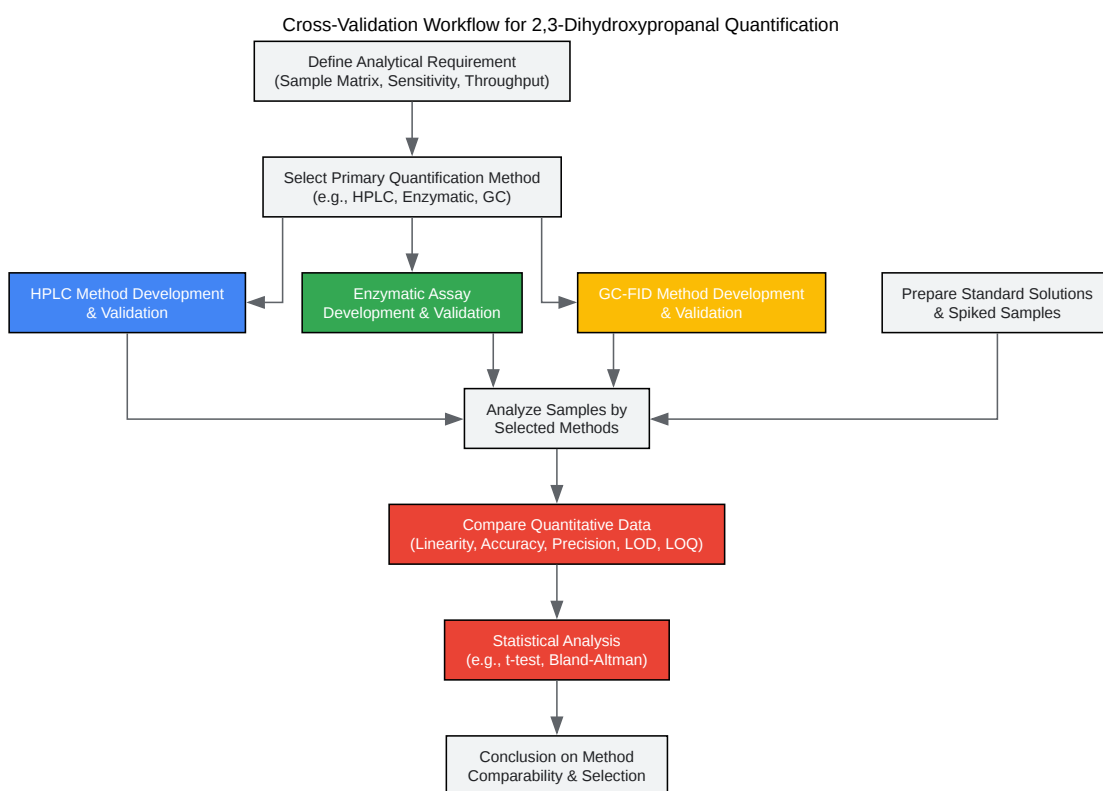 Cross-Validation Workflow for 2,3-Dihydroxypropanal Quantification
Define Analytical Requirement
(Sample Matrix, Sensitivity, Throughput)
Select Primary Quantification Method
(e.g., HPLC, Enzymatic, GC)
HPLC Method Development
& Validation
Enzymatic Assay
Development & Validation
GC-FID Method Development
& Validation
Prepare Standard Solutions
& Spiked Samples
Analyze Samples by
Selected Methods
Compare Quantitative Data
(Linearity, Accuracy, Precision, LOD, LOQ)
Statistical Analysis
(e.g., t-test, Bland-Altman)
Conclusion on Method
Comparability & Selection